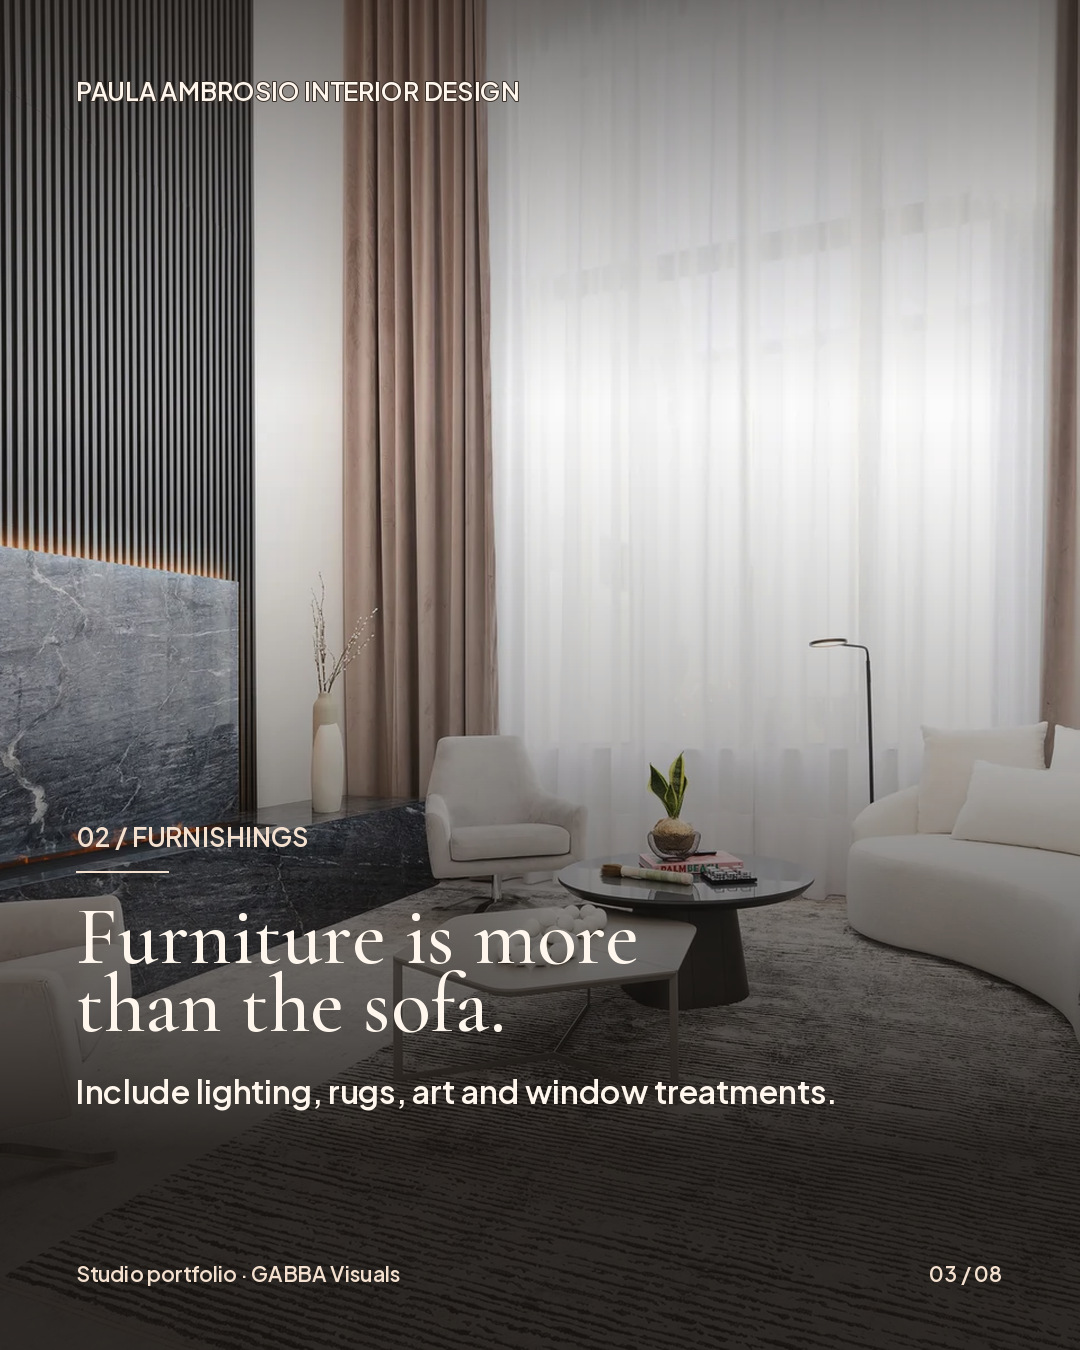 PAULA AMBROSIO INTERIOR DESIGN
02 / FURNISHINGS
Furniture is more
than the sofa.
Include lighting, rugs, art and window treatments.
Studio portfolio · GABBA Visuals
03 / 08